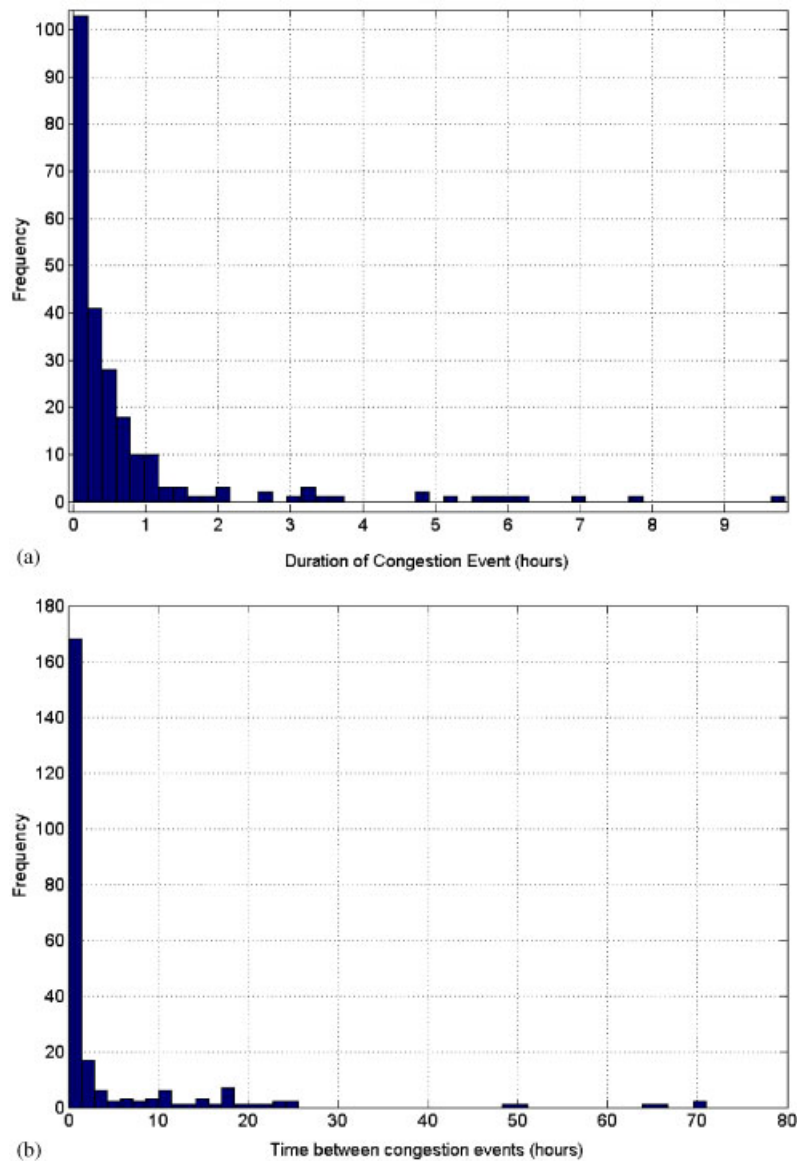 100
90
80
70
60
50
40
30
20
10
0
Frequency
0 1 2 3 4 5 6 7 8 9
(a)
Duration of Congestion Event (hours)
180
160
140
120
100
80
60
40
20
0
Frequency
0 10 20 30 40 50 60 70 80
(b)
Time between congestion events (hours)